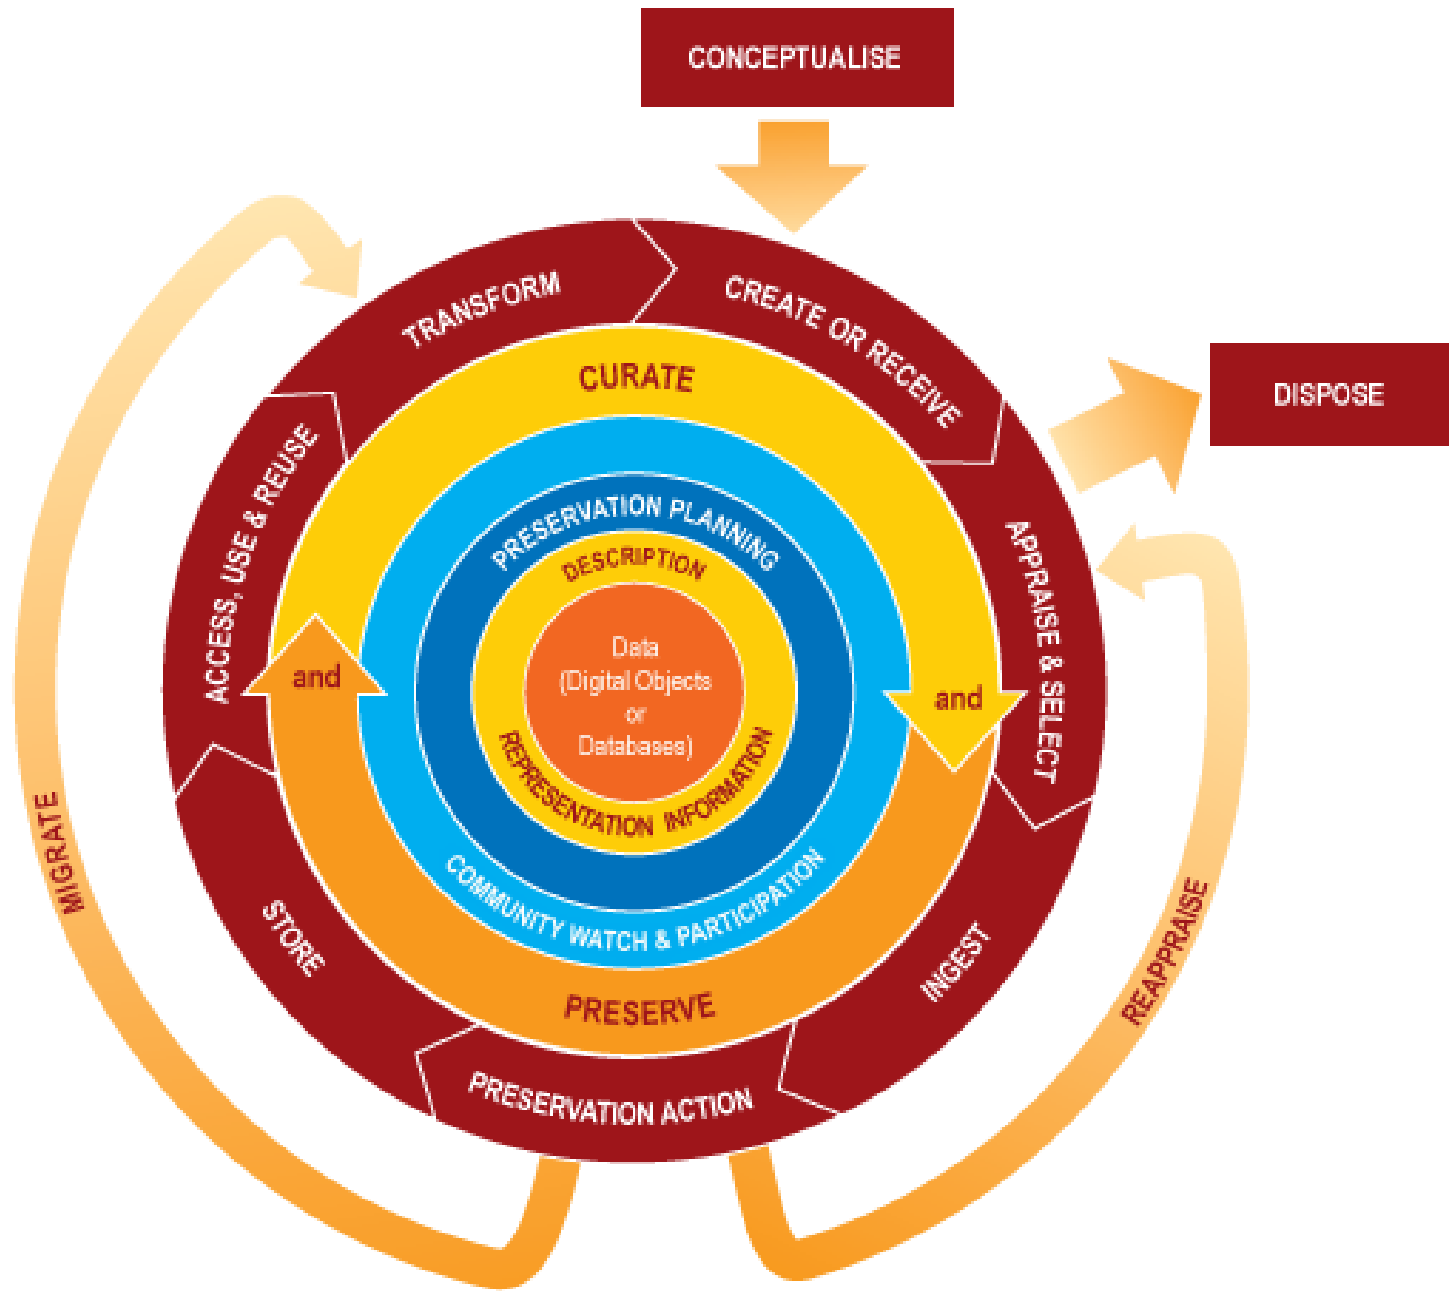 CONCEPTUALISE
TRANSFORM
CREATE OR RECEIVE
DISPOSE
CURATE
ACCESS, USE & REUSE
PRESERVATION PLANNING
DESCRIPTION
APPRAISE & SELECT
Data
(Digital Objects
or
Databases)
and
and
REPRESENTATION INFORMATION
MIGRATE
COMMUNITY WATCH & PARTICIPATION
STORE
INGEST
REAPPRAISE
PRESERVE
PRESERVATION ACTION